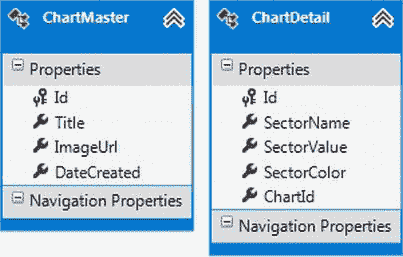 ChartMaster
Properties
Id
Title
ImageUrl
DateCreated
Navigation Properties
ChartDetail
Properties
Id
SectorName
SectorValue
SectorColor
ChartId
Navigation Properties